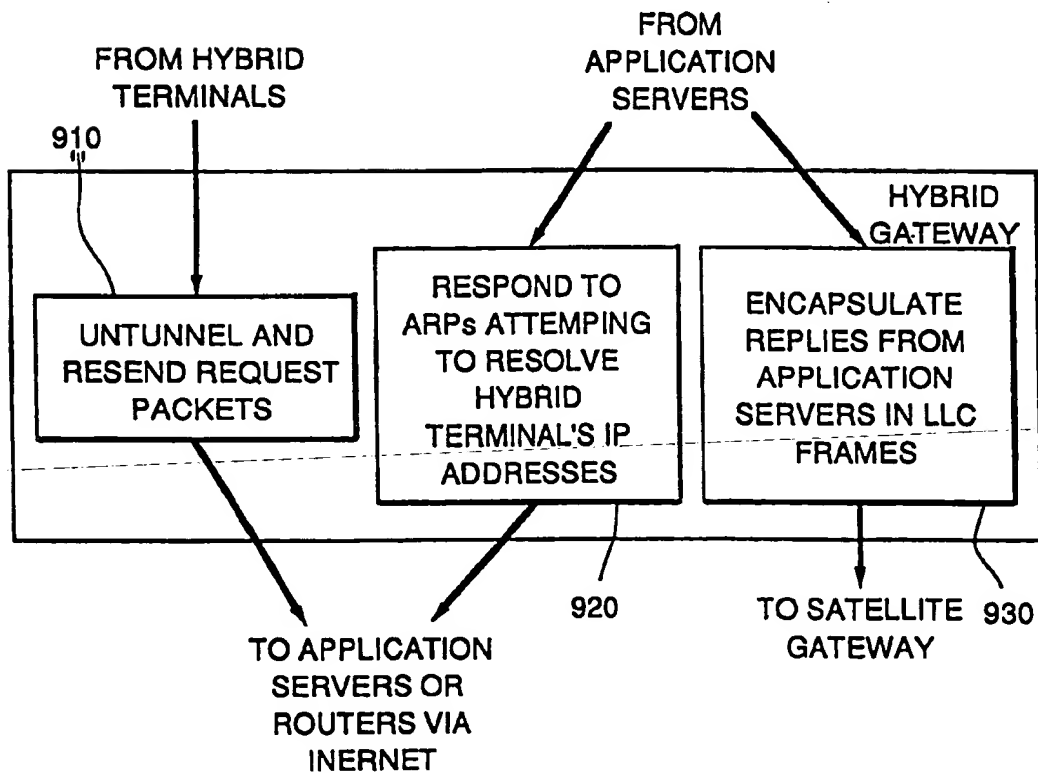 FROM HYBRID
TERMINALS
FROM
APPLICATION
SERVERS
910
HYBRID
GATEWAY
UNTUNNEL AND
RESEND REQUEST
PACKETS
RESPOND TO
ARPs ATTEMPING
TO RESOLVE
HYBRID
TERMINAL'S IP
ADDRESSES
ENCAPSULATE
REPLIES FROM
APPLICATION
SERVERS IN LLC
FRAMES
920
930
TO APPLICATION
SERVERS OR
ROUTERS VIA
INERNET
TO SATELLITE
GATEWAY